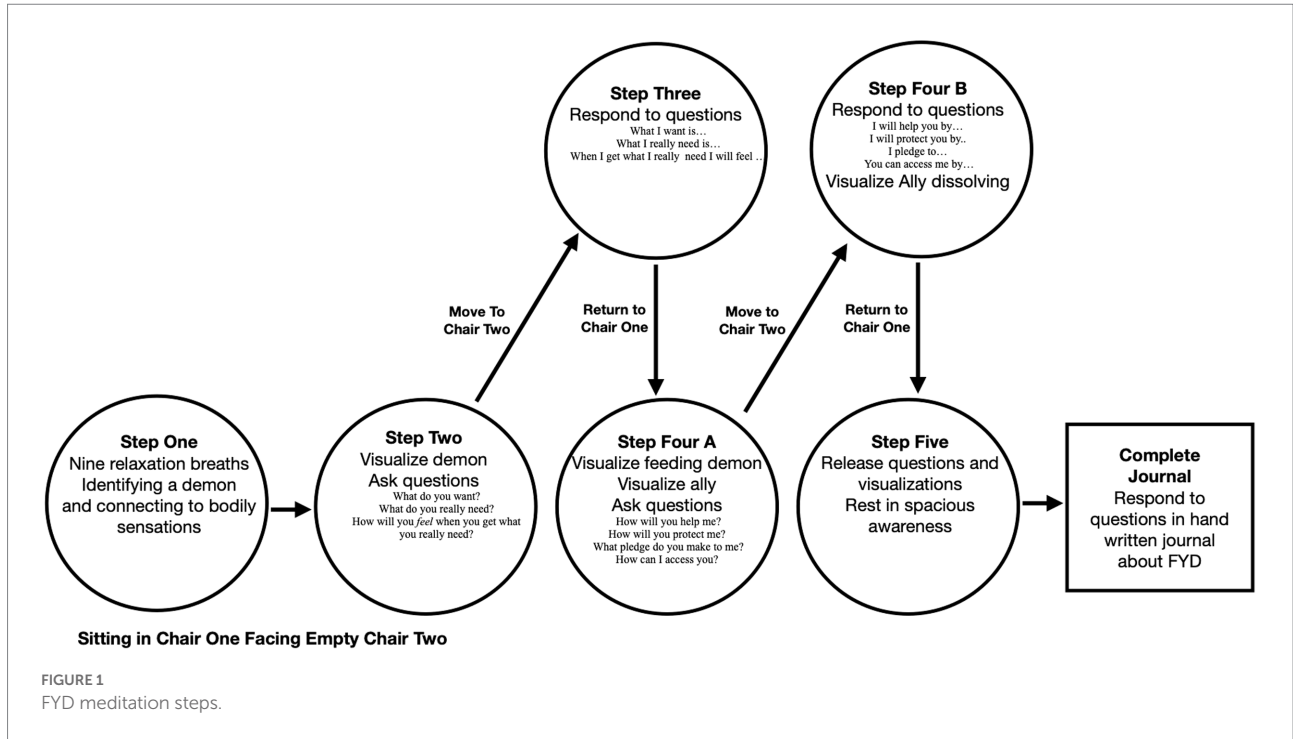 Step One
Nine relaxation breaths
Identifying a demon
and connecting to bodily
sensations
Step Two
Visualize demon
Ask questions
What do you want?
What do you really need?
How will you feel when you get what
you really need?
Move To
Chair Two
Step Three
Respond to questions
What I want is…
What I really need is…
When I get what I really need I will feel ..
Return to
Chair One
Step Four A
Visualize feeding demon
Visualize ally
Ask questions
How will you help me?
How will you protect me?
What pledge do you make to me?
How can I access you?
Move to
Chair Two
Step Four B
Respond to questions
I will help you by…
I will protect you by..
I pledge to…
You can access me by…
Visualize Ally dissolving
Return to
Chair One
Step Five
Release questions and
visualizations
Rest in spacious
awareness
Complete
Journal
Respond to
questions in hand
written journal
about FYD
Sitting in Chair One Facing Empty Chair Two
FIGURE 1
FYD meditation steps.